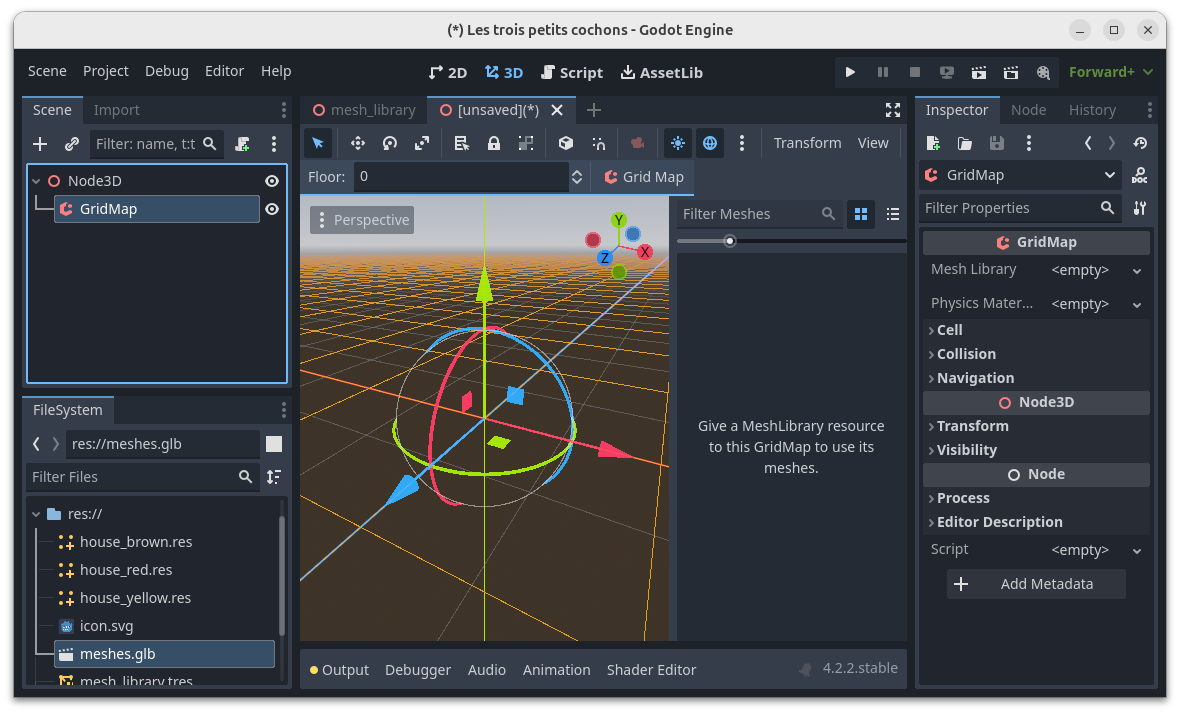 (*) Les trois petits cochons - Godot Engine
Scene Project Debug Editor Help
2D 3D Script AssetLib
Forward+
Scene Import
Filter: name, t:t
Node3D
GridMap
FileSystem
res://meshes.glb
Filter Files
res://
house_brown.res
house_red.res
house_yellow.res
icon.svg
meshes.glb
mesh_library.tres
mesh_library [unsaved](*)
Transform View
Floor: 0 Grid Map
Perspective
Y
X
Z
Filter Meshes
Give a MeshLibrary resource
to this GridMap to use its
meshes.
Output Debugger Audio Animation Shader Editor 4.2.2.stable
Inspector Node History
GridMap
DOC
Filter Properties
GridMap
Mesh Library <empty>
Physics Mater... <empty>
Cell
Collision
Navigation
Node3D
Transform
Visibility
Node
Process
Editor Description
Script <empty>
Add Metadata